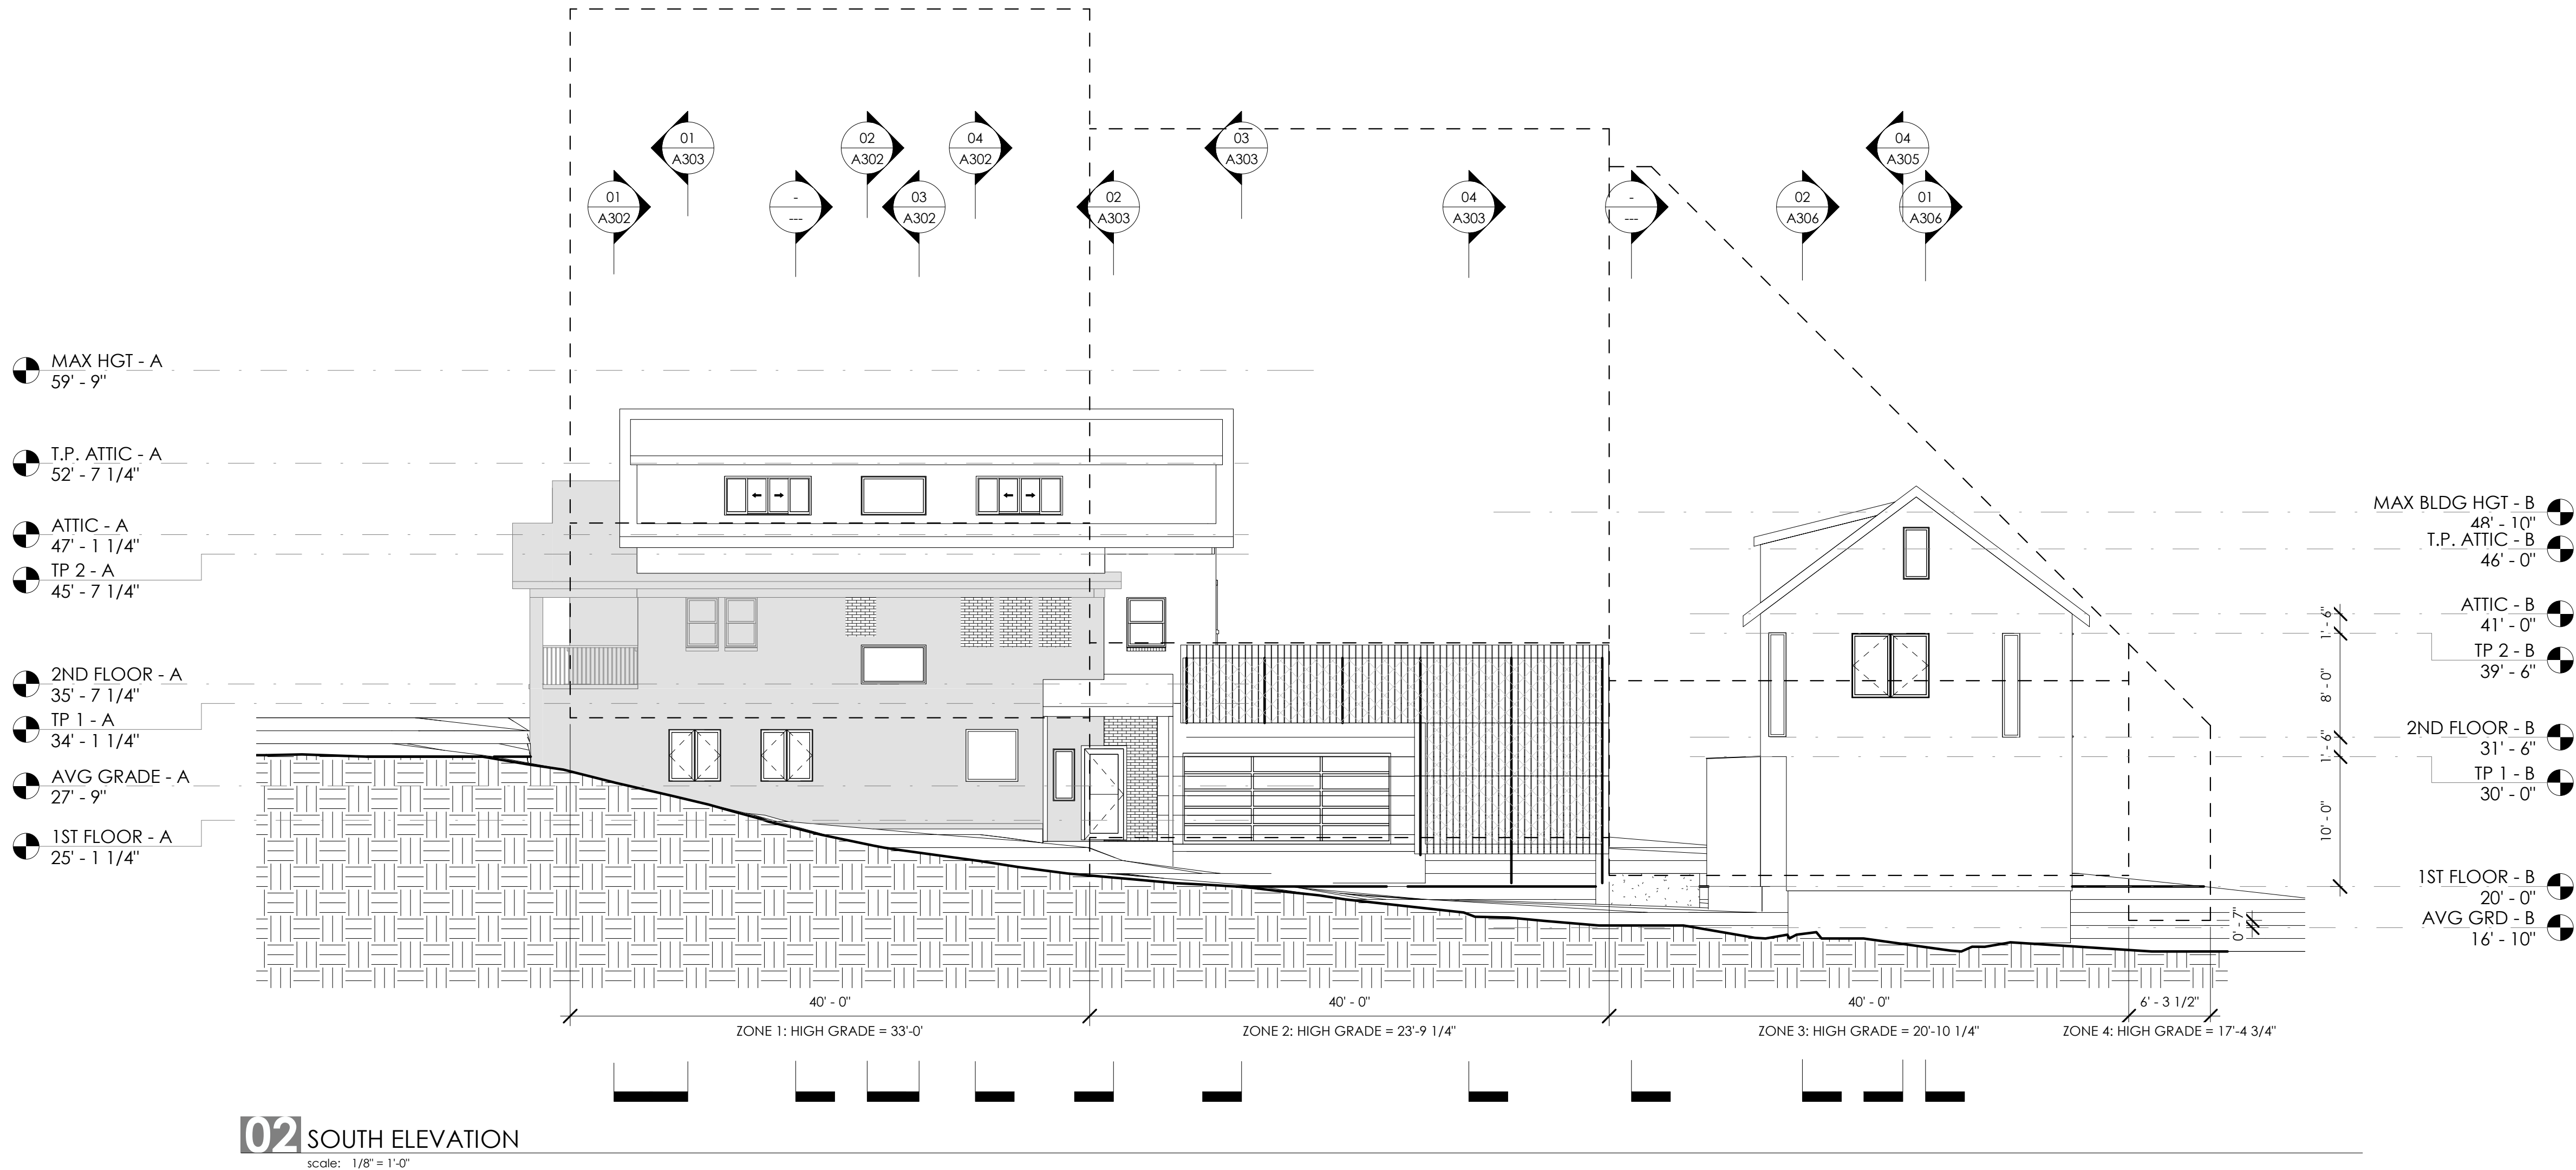 01
A303
02
A302
04
A302
03
A303
04
A305
01
A302
-
---
03
A302
02
A303
04
A303
-
---
02
A306
01
A306
MAX HGT - A
59' - 9"
T.P. ATTIC - A
52' - 7 1/4"
ATTIC - A
47' - 1 1/4"
TP 2 - A
45' - 7 1/4"
2ND FLOOR - A
35' - 7 1/4"
TP 1 - A
34' - 1 1/4"
AVG GRADE - A
27' - 9"
1ST FLOOR - A
25' - 1 1/4"
MAX BLDG HGT - B
48' - 10"
T.P. ATTIC - B
46' - 0"
ATTIC - B
41' - 0"
TP 2 - B
39' - 6"
2ND FLOOR - B
31' - 6"
TP 1 - B
30' - 0"
1ST FLOOR - B
20' - 0"
AVG GRD - B
16' - 10"
1' - 6"
8' - 0"
1' - 6"
10' - 0"
0' - 7"
40' - 0"
40' - 0"
40' - 0"
6' - 3 1/2"
ZONE 1: HIGH GRADE = 33'-0'
ZONE 2: HIGH GRADE = 23'-9 1/4"
ZONE 3: HIGH GRADE = 20'-10 1/4"
ZONE 4: HIGH GRADE = 17'-4 3/4"
02 SOUTH ELEVATION
scale: 1/8" = 1'-0"